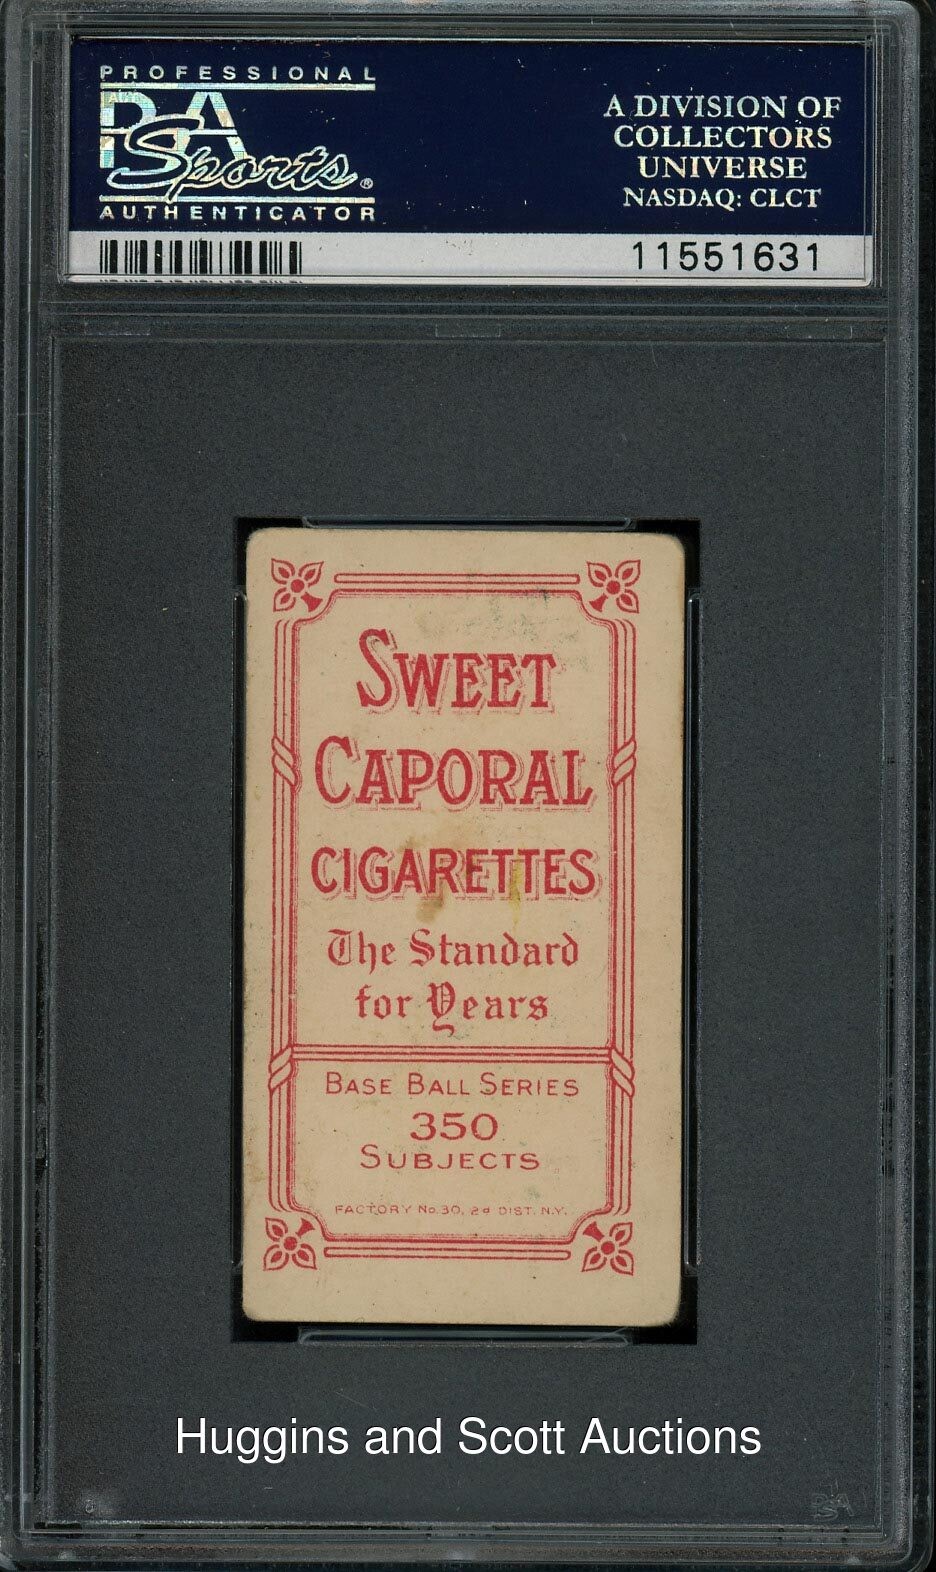 PROFESSIONAL
PSA
Sports®
AUTHENTICATOR
A DIVISION OF
COLLECTORS
UNIVERSE
NASDAQ: CLCT
11551631
SWEET
CAPORAL
CIGARETTES
The Standard
for Years
BASE BALL SERIES
350
SUBJECTS
FACTORY No. 30, 2d DIST. N.Y.
Huggins and Scott Auctions
PSA